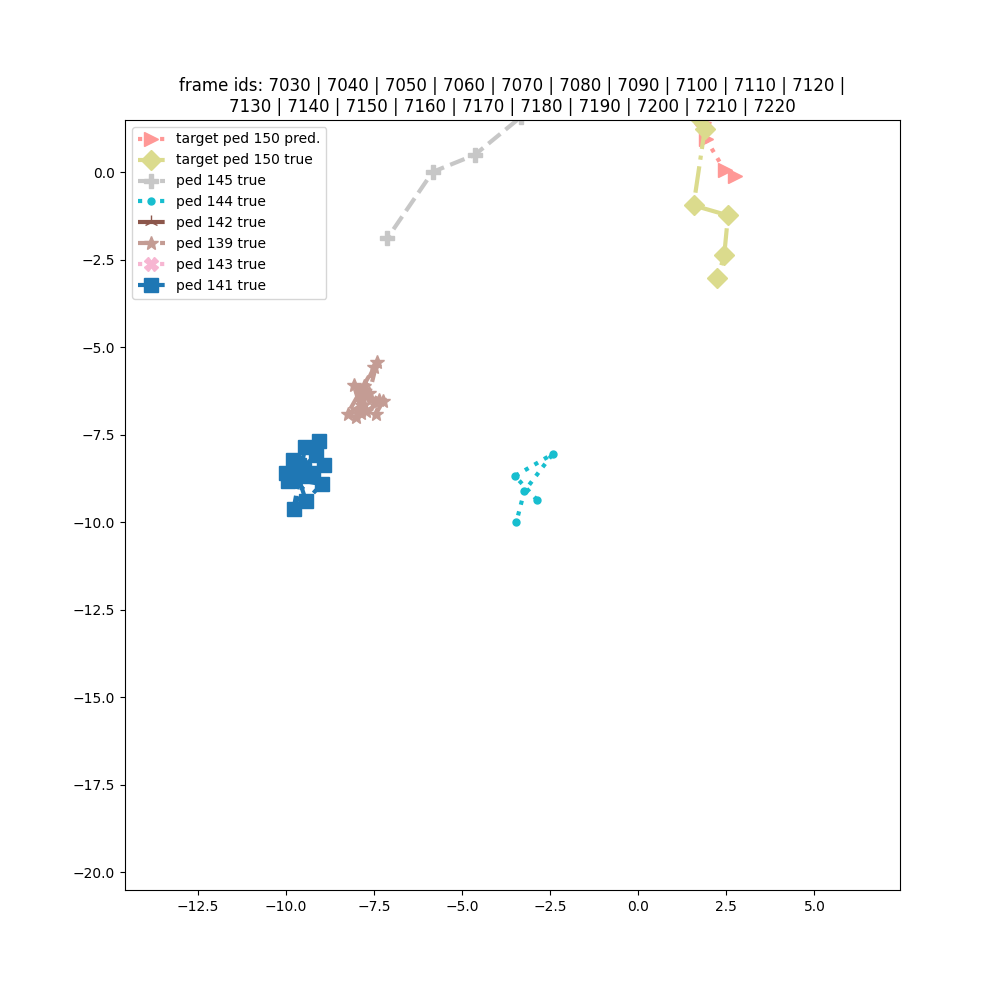 frame ids: 7030 | 7040 | 7050 | 7060 | 7070 | 7080 | 7090 | 7100 | 7110 | 7120 |
7130 | 7140 | 7150 | 7160 | 7170 | 7180 | 7190 | 7200 | 7210 | 7220
target ped 150 pred.
target ped 150 true
ped 145 true
ped 144 true
ped 142 true
ped 139 true
ped 143 true
ped 141 true
0.0
−2.5
−5.0
−7.5
−10.0
−12.5
−15.0
−17.5
−20.0
−12.5 −10.0 −7.5 −5.0 −2.5 0.0 2.5 5.0